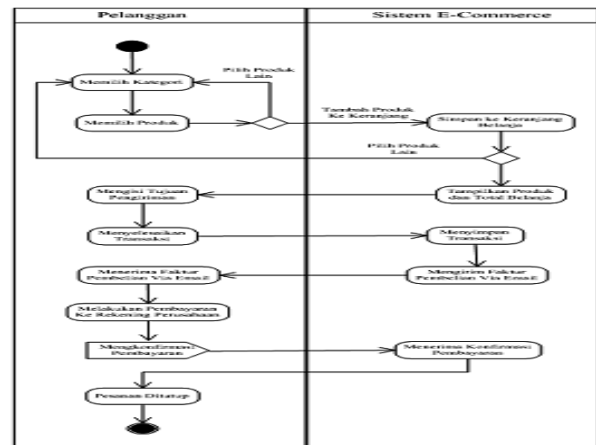 Pelanggan
Sistem E-Commerce
Pilih Produk
Lain
Memilih Kategori
Tambah Produk
Ke Keranjang
Memilih Produk
Simpan ke Keranjang
Belanja
Pilih Produk
Lain
Mengisi Tujuan
Pengiriman
Tampilkan Produk
dan Total Belanja
Menyelesaikan
Transaksi
Menyimpan
Transaksi
Menerima Faktur
Pembelian Via Email
Mengirim Faktur
Pembelian Via Email
Melakukan Pembayaran
Ke Rekening Perusahaan
Mengkonfirmasi
Pembayaran
Menerima Konfirmasi
Pembayaran
Pesanan Ditutup